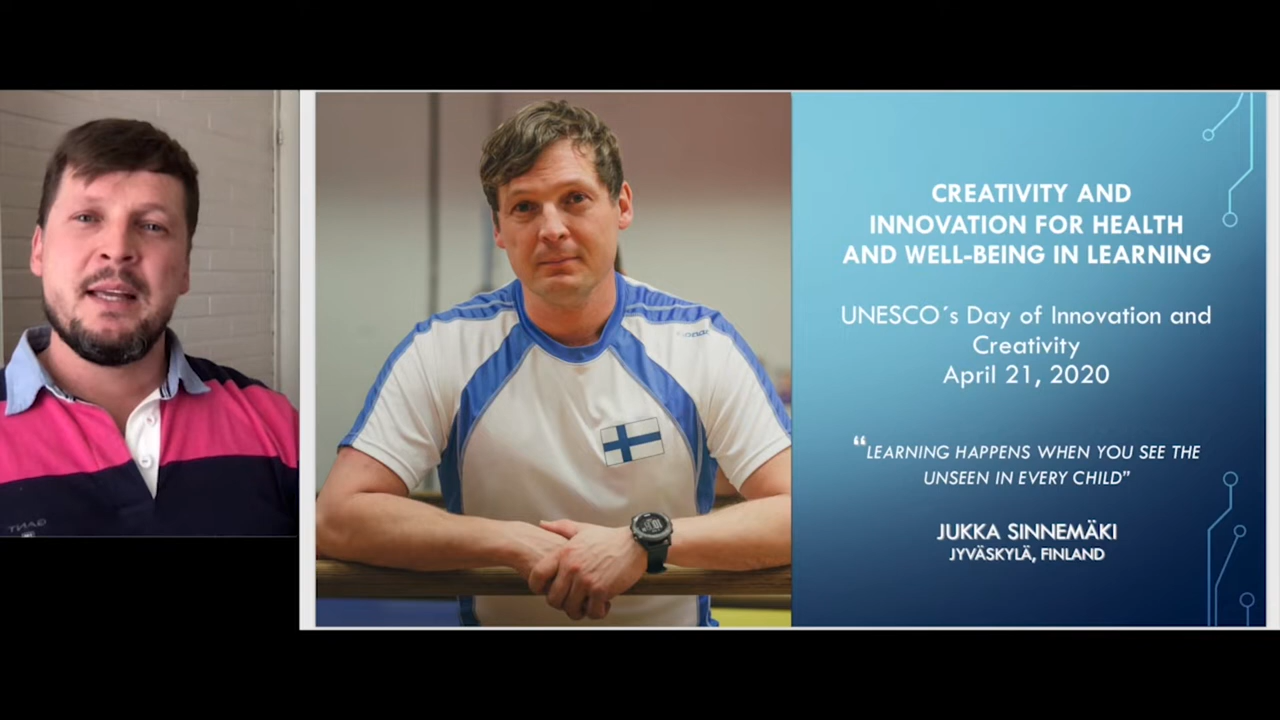 CREATIVITY AND
INNOVATION FOR HEALTH
AND WELL-BEING IN LEARNING
UNESCO´s Day of Innovation and
Creativity
April 21, 2020
“LEARNING HAPPENS WHEN YOU SEE THE
UNSEEN IN EVERY CHILD”
JUKKA SINNEMÄKI
JYVÄSKYLÄ, FINLAND
GANT